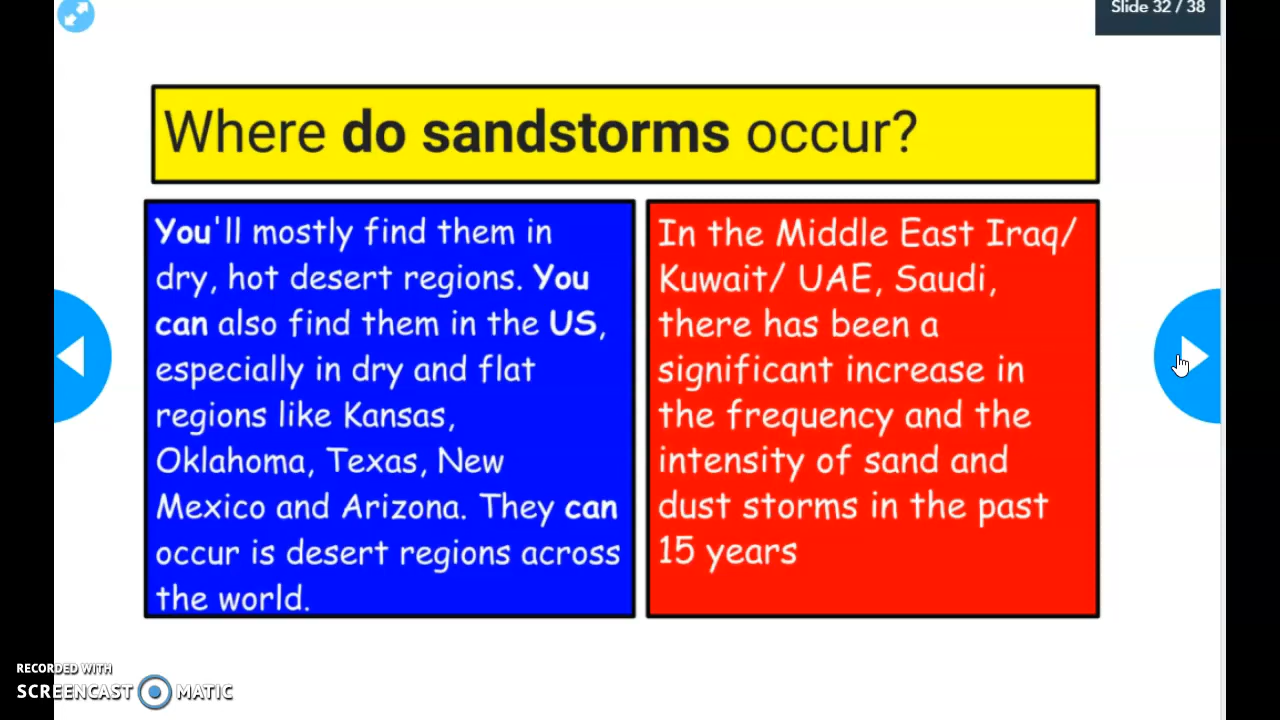 Slide 32 / 38
Where do sandstorms occur?
You'll mostly find them in
dry, hot desert regions. You
can also find them in the US,
especially in dry and flat
regions like Kansas,
Oklahoma, Texas, New
Mexico and Arizona. They can
occur is desert regions across
the world.
In the Middle East Iraq/
Kuwait/ UAE, Saudi,
there has been a
significant increase in
the frequency and the
intensity of sand and
dust storms in the past
15 years
RECORDED WITH
SCREENCAST MATIC